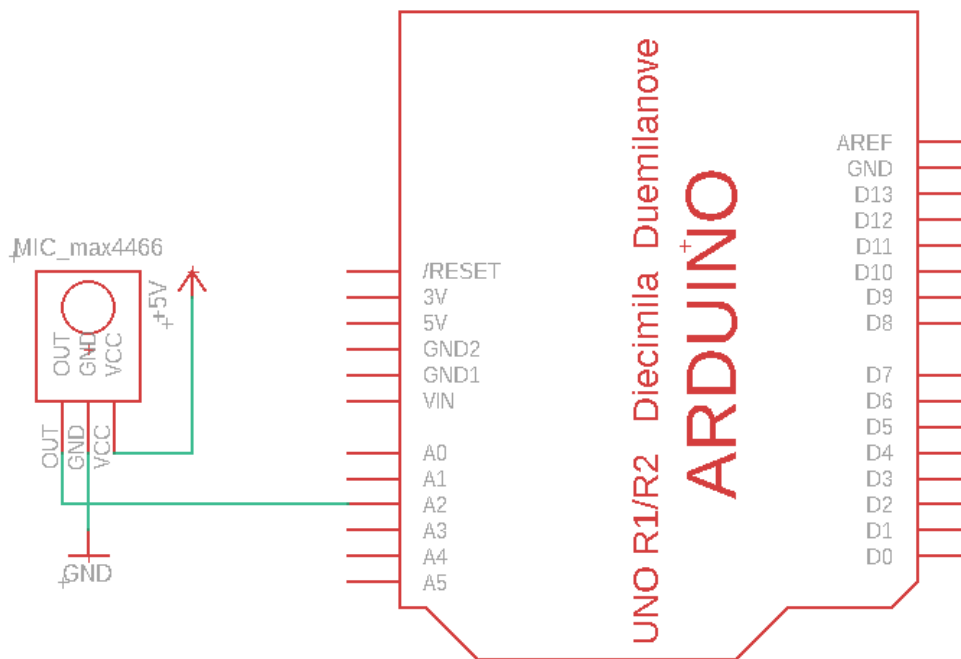 MIC_max4466
+5V
OUT
GND
VCC
OUT
GND
VCC
GND
/RESET
3V
5V
GND2
GND1
VIN
A0
A1
A2
A3
A4
A5
UNO R1/R2 Diecimila Duemilanove
ARDUINO
AREF
GND
D13
D12
D11
D10
D9
D8
D7
D6
D5
D4
D3
D2
D1
D0